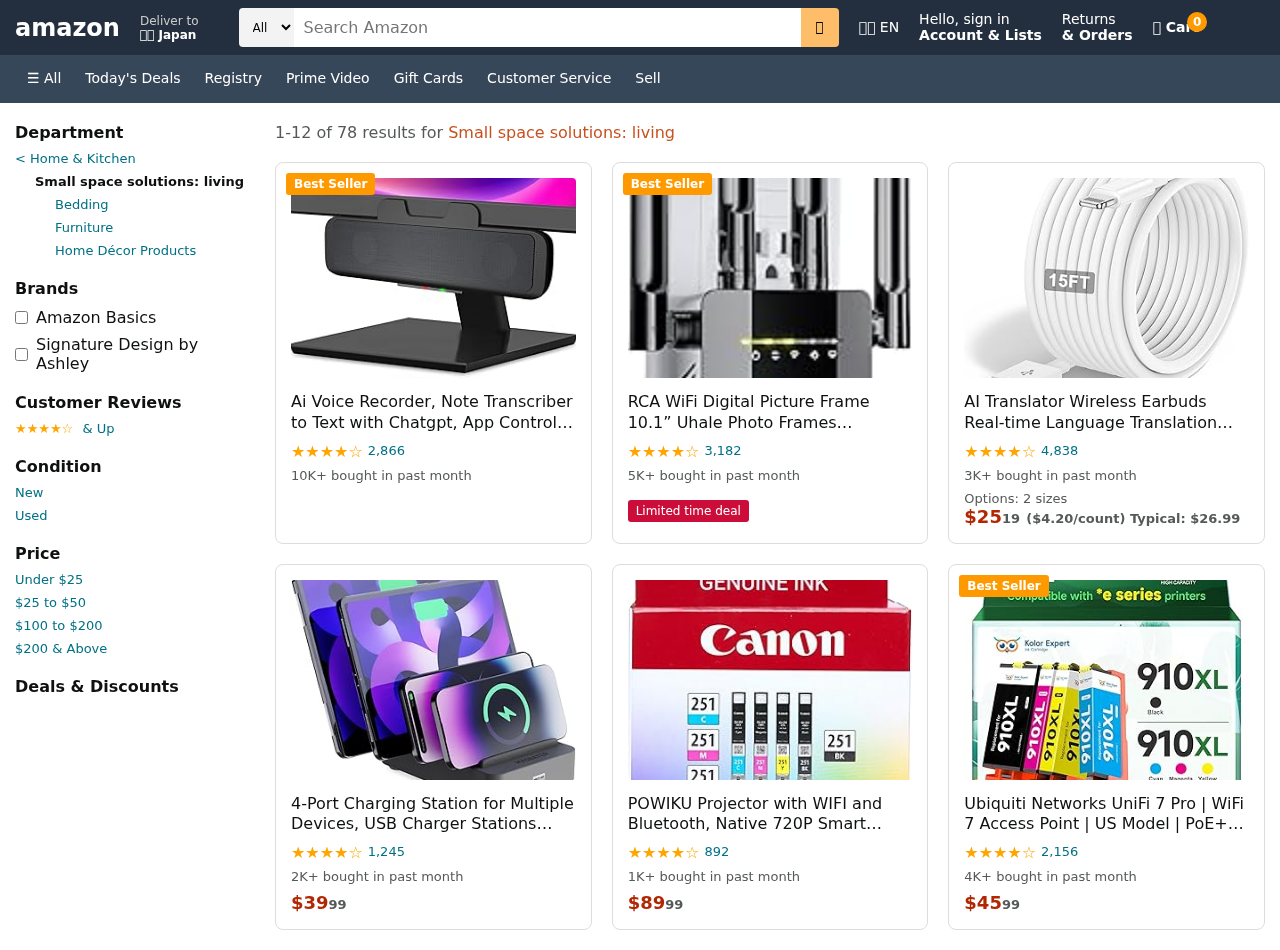 amazon
Deliver to
Japan
All
Search Amazon
EN
Hello, sign in
Account & Lists
Returns
& Orders
0
☰ All
Today's Deals
Registry
Prime Video
Gift Cards
Customer Service
Sell
Department
< Home & Kitchen
Small space solutions: living
Bedding
Furniture
Home Décor Products
Brands
Amazon Basics
Signature Design by
Ashley
Customer Reviews
★★★★☆ & Up
Condition
New
Used
Price
Under $25
$25 to $50
$100 to $200
$200 & Above
Deals & Discounts
1-12 of 78 results for Small space solutions: living
Best Seller
Ai Voice Recorder, Note Transcriber
to Text with Chatgpt, App Control…
★★★★☆ 2,866
10K+ bought in past month
Best Seller
RCA WiFi Digital Picture Frame
10.1” Uhale Photo Frames…
★★★★☆ 3,182
5K+ bought in past month
Limited time deal
15FT
AI Translator Wireless Earbuds
Real-time Language Translation…
★★★★☆ 4,838
3K+ bought in past month
Options: 2 sizes
$25 19 ($4.20/count) Typical: $26.99
4-Port Charging Station for Multiple
Devices, USB Charger Stations…
★★★★☆ 1,245
2K+ bought in past month
$39 99
GENUINE INK
Canon
251
C
251
M
251
251
BK
POWIKU Projector with WIFI and
Bluetooth, Native 720P Smart…
★★★★☆ 892
1K+ bought in past month
$89 99
Best Seller
HIGH CAPACITY
with *e series printers
Kolor Expert
910XL
Black
910XL
Cyan Magenta Yellow
910XL
910XL
910XL
910XL
910XL
Ubiquiti Networks UniFi 7 Pro | WiFi
7 Access Point | US Model | PoE+…
★★★★☆ 2,156
4K+ bought in past month
$45 99